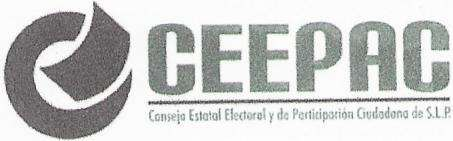 CEEPAC
Consejo Estatal Electoral y de Participación Ciudadana de S.L.P.